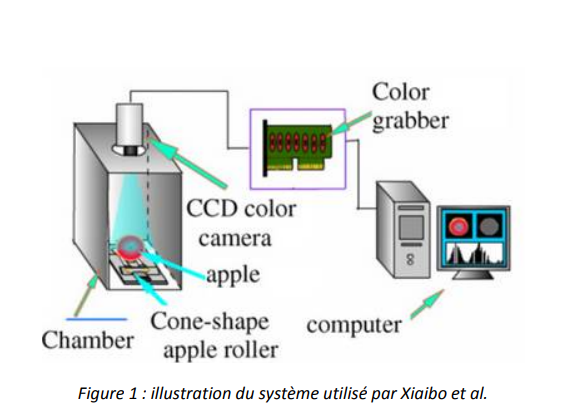 Color
grabber
CCD color
camera
apple
Cone-shape
apple roller
computer
Chamber
Figure 1 : illustration du système utilisé par Xiaibo et al.